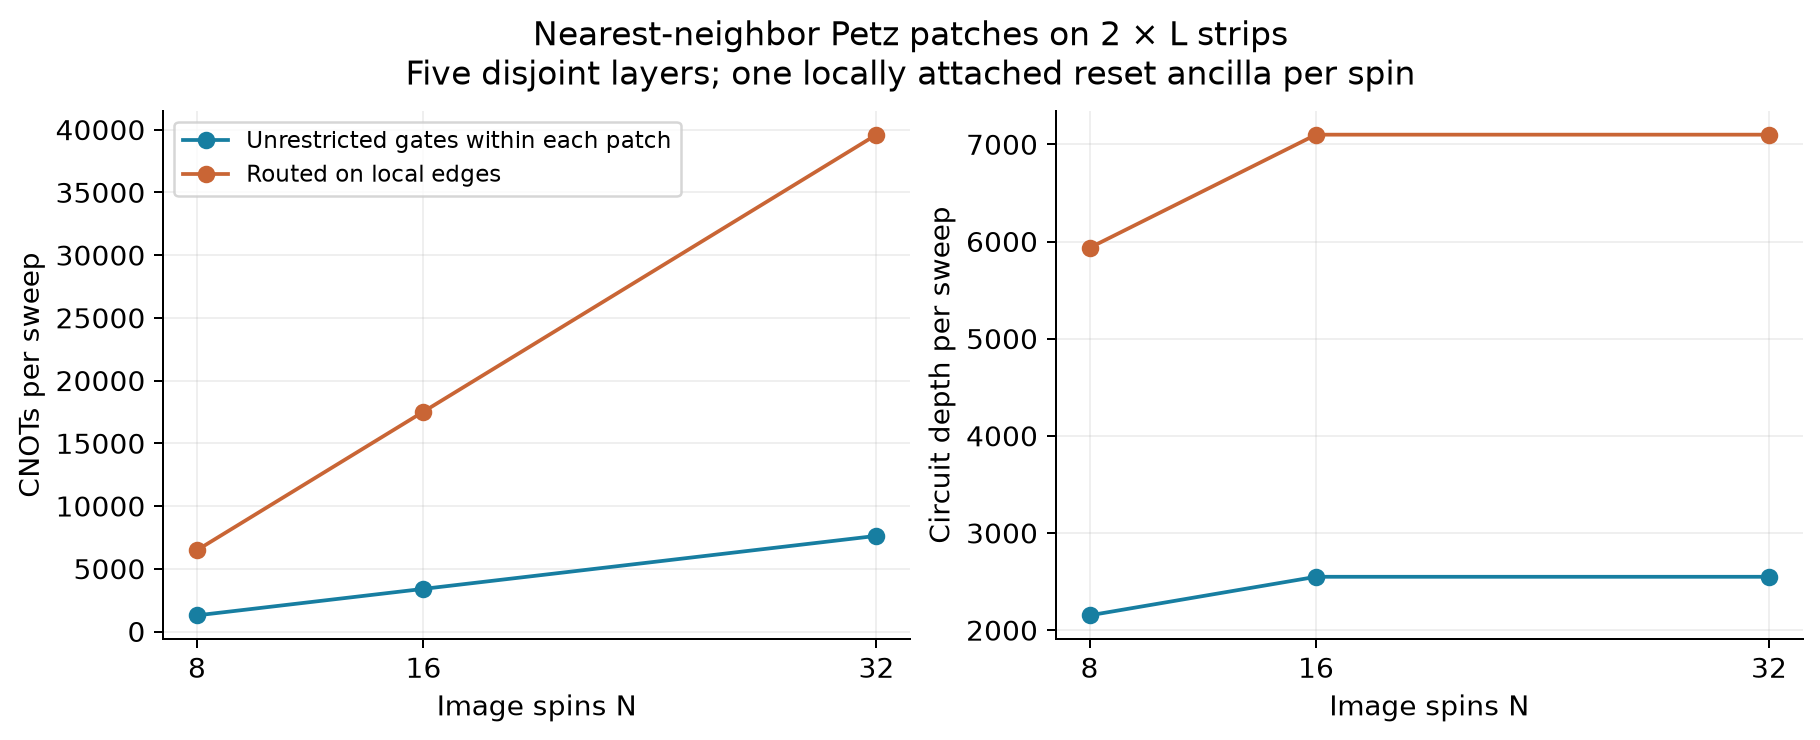 Nearest-neighbor Petz patches on 2 × L strips
Five disjoint layers; one locally attached reset ancilla per spin
CNOTs per sweep
40000
35000
30000
25000
20000
15000
10000
5000
0
Unrestricted gates within each patch
Routed on local edges
8
16
32
Image spins N
Circuit depth per sweep
7000
6000
5000
4000
3000
2000
8
16
32
Image spins N